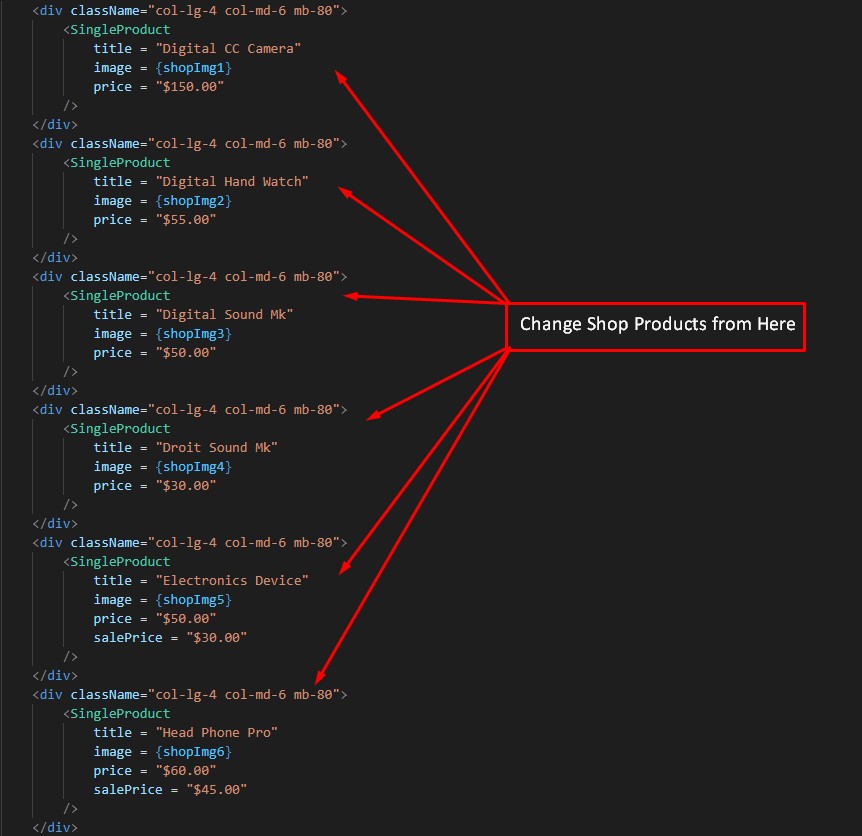 <div className="col-lg-4 col-md-6 mb-80">
<SingleProduct
title = "Digital CC Camera"
image = {shopImg1}
price = "$150.00"
/>
</div>
<div className="col-lg-4 col-md-6 mb-80">
<SingleProduct
title = "Digital Hand Watch"
image = {shopImg2}
price = "$55.00"
/>
</div>
<div className="col-lg-4 col-md-6 mb-80">
<SingleProduct
title = "Digital Sound Mk"
image = {shopImg3}
price = "$50.00"
/>
</div>
<div className="col-lg-4 col-md-6 mb-80">
<SingleProduct
title = "Droit Sound Mk"
image = {shopImg4}
price = "$30.00"
/>
</div>
<div className="col-lg-4 col-md-6 mb-80">
<SingleProduct
title = "Electronics Device"
image = {shopImg5}
price = "$50.00"
salePrice = "$30.00"
/>
</div>
<div className="col-lg-4 col-md-6 mb-80">
<SingleProduct
title = "Head Phone Pro"
image = {shopImg6}
price = "$60.00"
salePrice = "$45.00"
/>
</div>
Change Shop Products from Here